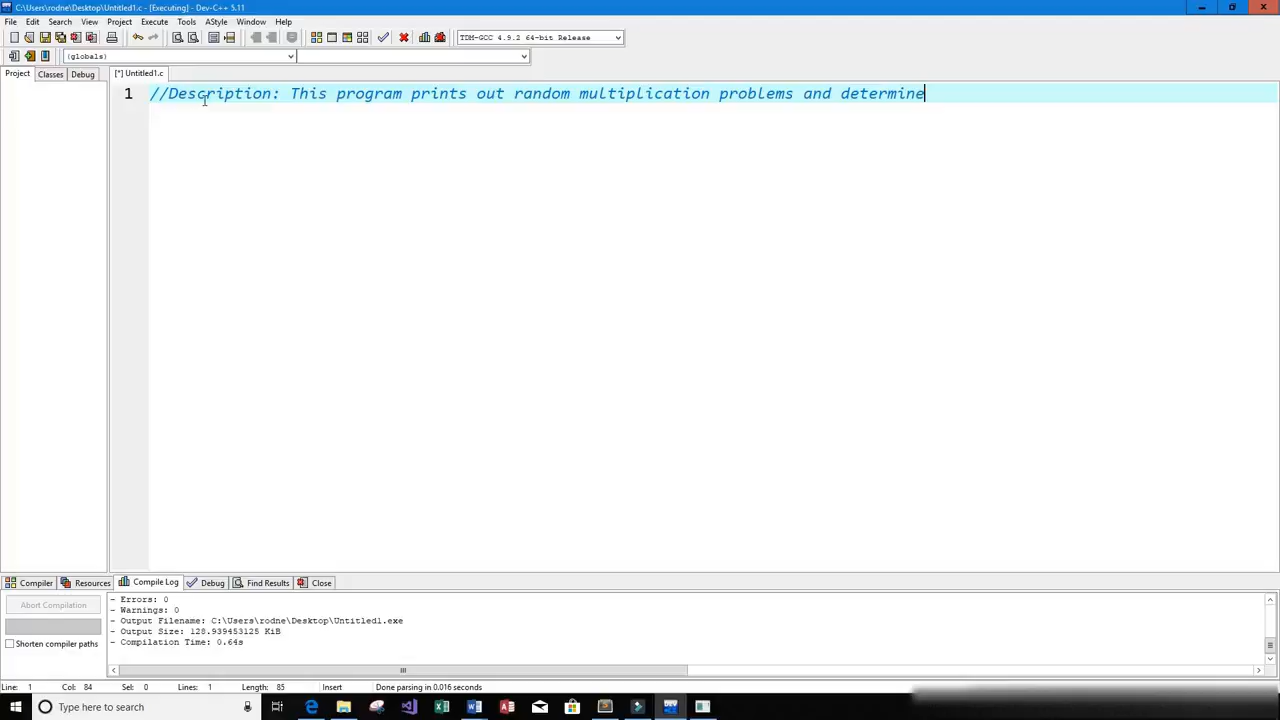 C:\Users\rodne\Desktop\Untitled1.c - [Executing] - Dev-C++ 5.11
File Edit Search View Project Execute Tools AStyle Window Help
TDM-GCC 4.9.2 64-bit Release
(globals)
Project Classes Debug [*] Untitled1.c
1 //Description: This program prints out random multiplication problems and determine
Compiler Resources Compile Log Debug Find Results Close
Abort Compilation
Shorten compiler paths
- Errors: 0
- Warnings: 0
- Output Filename: C:\Users\rodne\Desktop\Untitled1.exe
- Output Size: 128.939453125 KiB
- Compilation Time: 0.64s
Line: 1 Col: 84 Sel: 0 Lines: 1 Length: 85 Insert Done parsing in 0.016 seconds
Type here to search